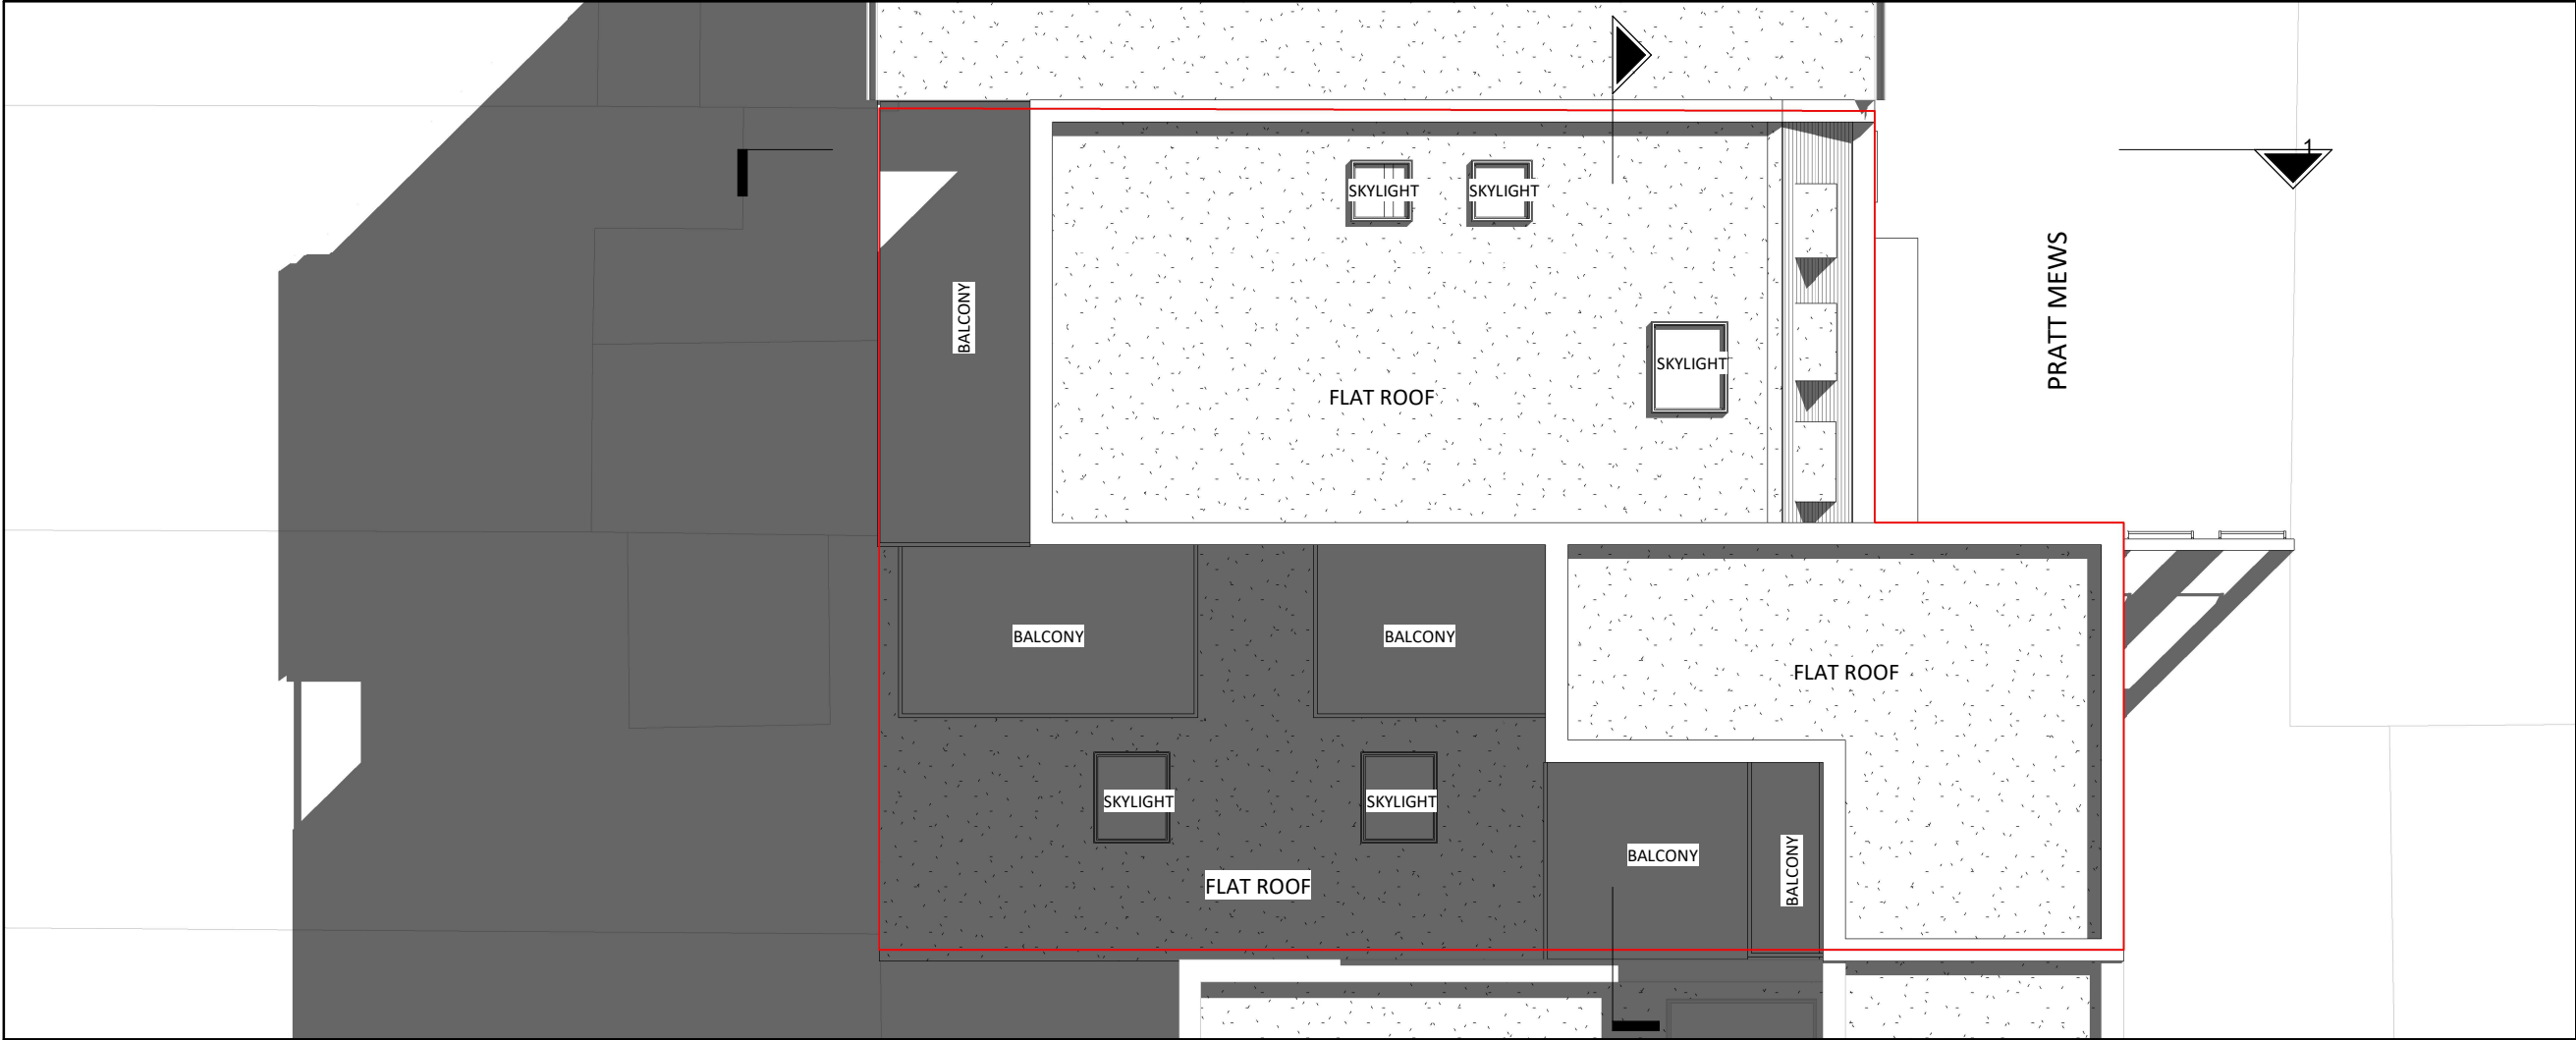 1
SKYLIGHT
SKYLIGHT
PRATT MEWS
BALCONY
SKYLIGHT
FLAT ROOF
BALCONY
BALCONY
FLAT ROOF
SKYLIGHT
SKYLIGHT
BALCONY
BALCONY
FLAT ROOF